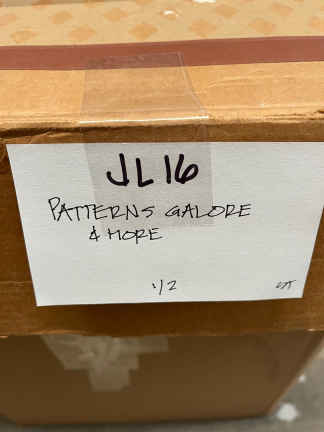 JL16
PATTERNS GALORE
& MORE
1/2